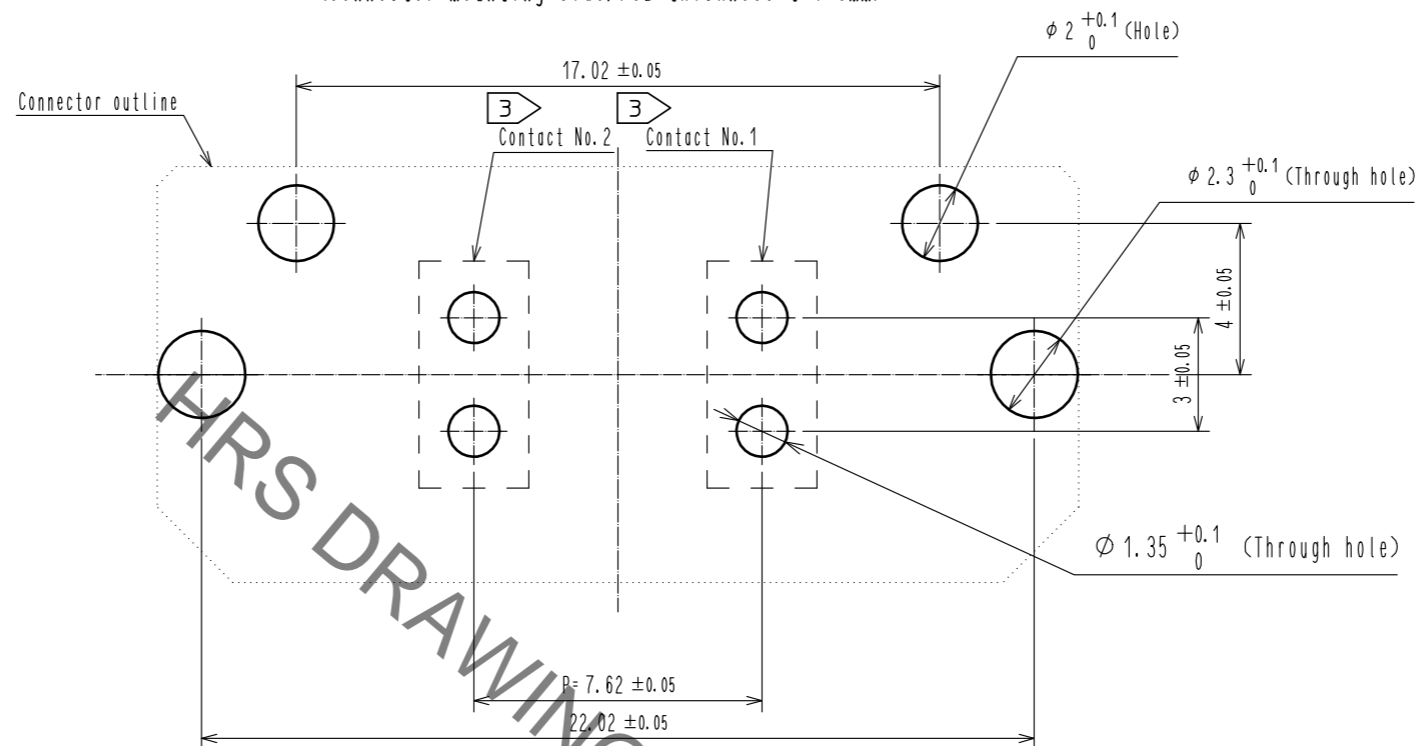 φ 2 +0.1 0 (Hole)
17.02 ±0.05
Connector outline
3 3
Contact No.2 Contact No.1
φ 2.3 +0.1 0 (Through hole)
4 ±0.05
3 ±0.05
∅ 1.35 +0.1 0 (Through hole)
HRS DRAWING
P= 7.62 ±0.05
22.02 ±0.05